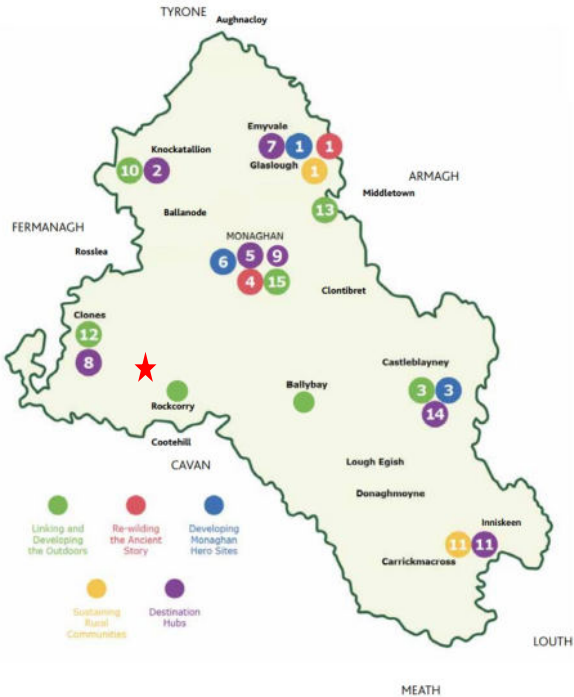 TYRONE
Aughnacloy
Emyvale
7 1 1
Knockatallion
Glaslough
10 2
1
ARMAGH
Middletown
Ballanode
13
FERMANAGH
MONAGHAN
Rosslea
6 5 9
4 15
Clontibret
Clones
12
8
Castleblayney
Ballybay
3 3
Rockcorry
14
Cootehill
CAVAN
Lough Egish
Donaghmoyne
Linking and
Developing
the Outdoors
Re-wilding
the Ancient
Story
Developing
Monaghan
Hero Sites
Inniskeen
11 11
Carrickmacross
Sustaining
Rural
Communities
Destination
Hubs
LOUTH
MEATH